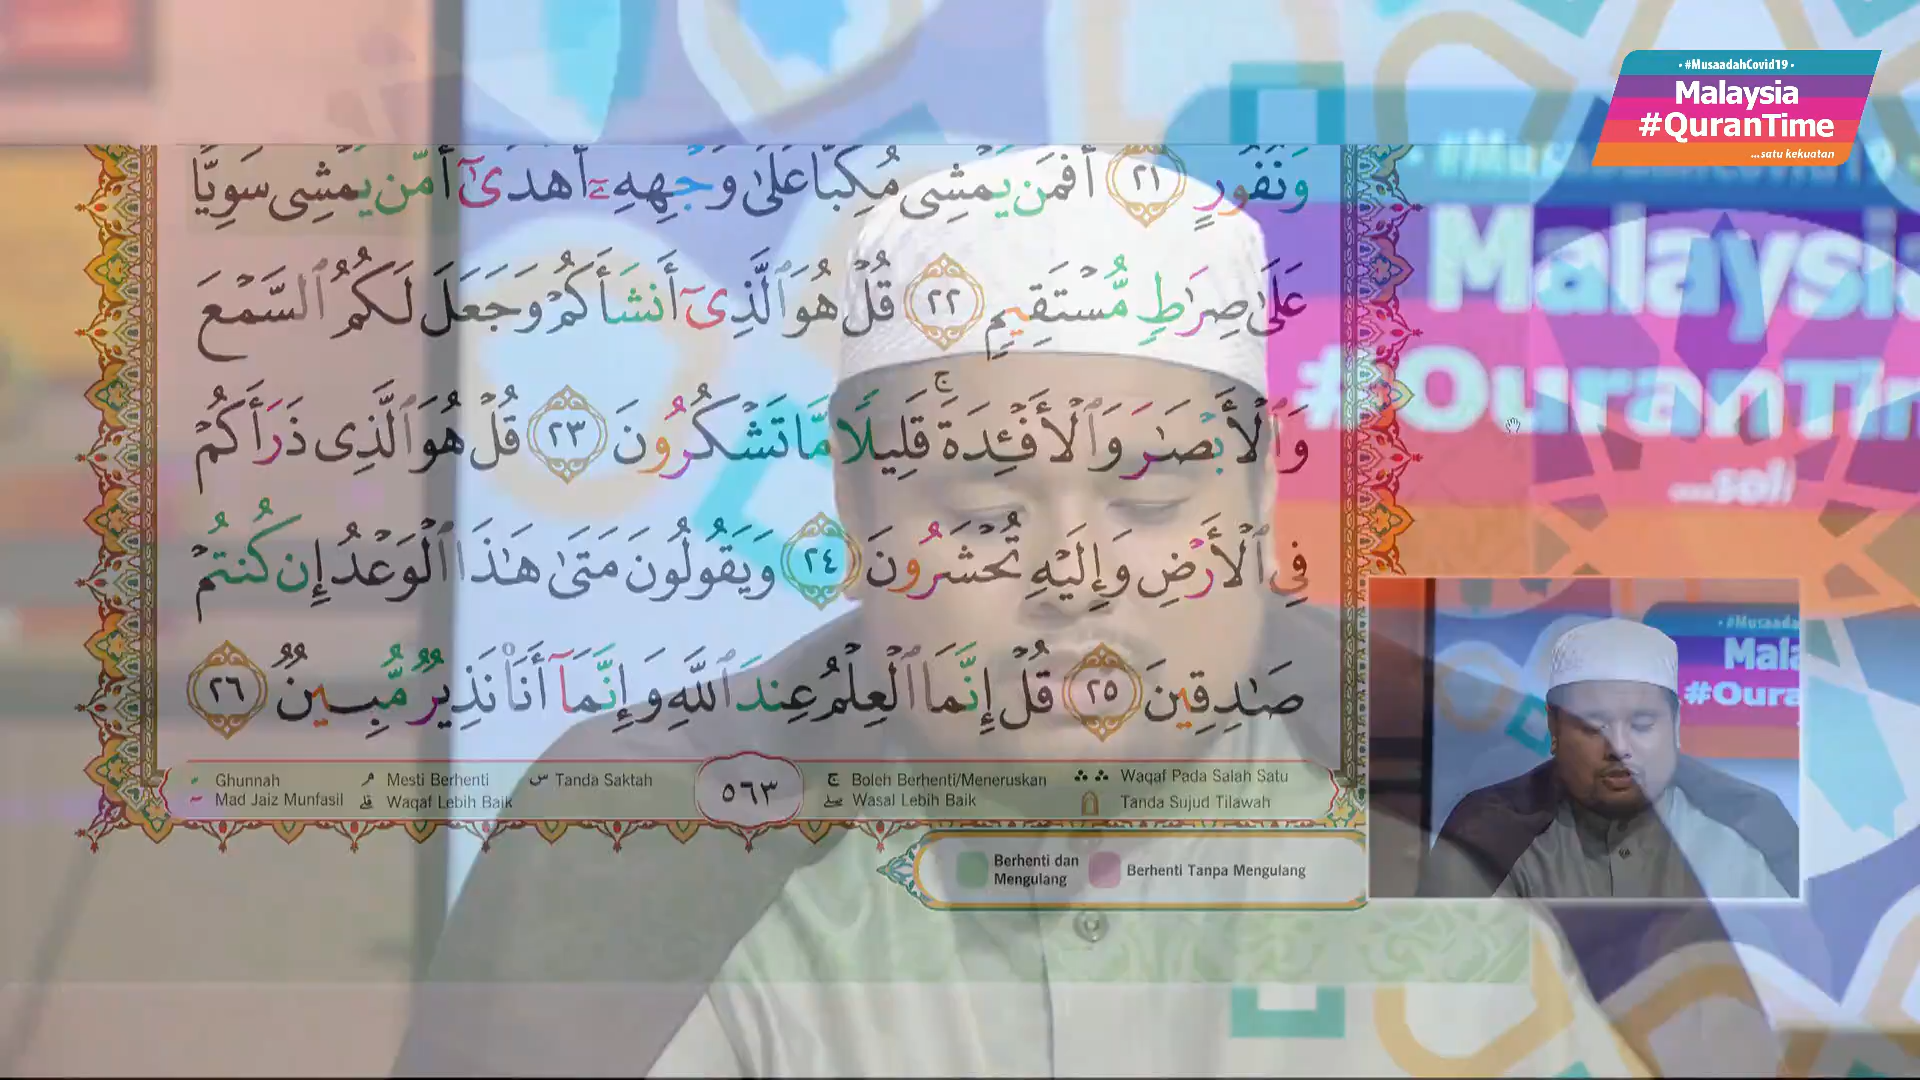 • #MusaadahCovid19 •
Malaysia
#QuranTime
...satu kekuatan
وَنُفُورٍ ٢١ أَفَمَن يَمْشِى مُكِبًّا عَلَىٰ وَجْهِهِۦٓ أَهْدَىٰٓ أَمَّن يَمْشِى سَوِيًّا
عَلَىٰ صِرَٰطٍ مُّسْتَقِيمٍ ٢٢ قُلْ هُوَ ٱلَّذِىٓ أَنشَأَكُمْ وَجَعَلَ لَكُمُ ٱلسَّمْعَ
وَٱلْأَبْصَٰرَ وَٱلْأَفْـِٔدَةَ ۚ قَلِيلًا مَّا تَشْكُرُونَ ٢٣ قُلْ هُوَ ٱلَّذِى ذَرَأَكُمْ
فِى ٱلْأَرْضِ وَإِلَيْهِ تُحْشَرُونَ ٢٤ وَيَقُولُونَ مَتَىٰ هَٰذَا ٱلْوَعْدُ إِن كُنتُمْ
صَٰدِقِينَ ٢٥ قُلْ إِنَّمَا ٱلْعِلْمُ عِندَ ٱللَّهِ وَإِنَّمَآ أَنَا۠ نَذِيرٌ مُّبِينٌ ٢٦
Ghunnah
Mad Jaiz Munfasil
Mesti Berhenti
Waqaf Lebih Baik
Tanda Saktah
٥٦٣
Boleh Berhenti/Meneruskan
Wasal Lebih Baik
Waqaf Pada Salah Satu
Tanda Sujud Tilawah
Berhenti dan
Mengulang
Berhenti Tanpa Mengulang
Malaysia